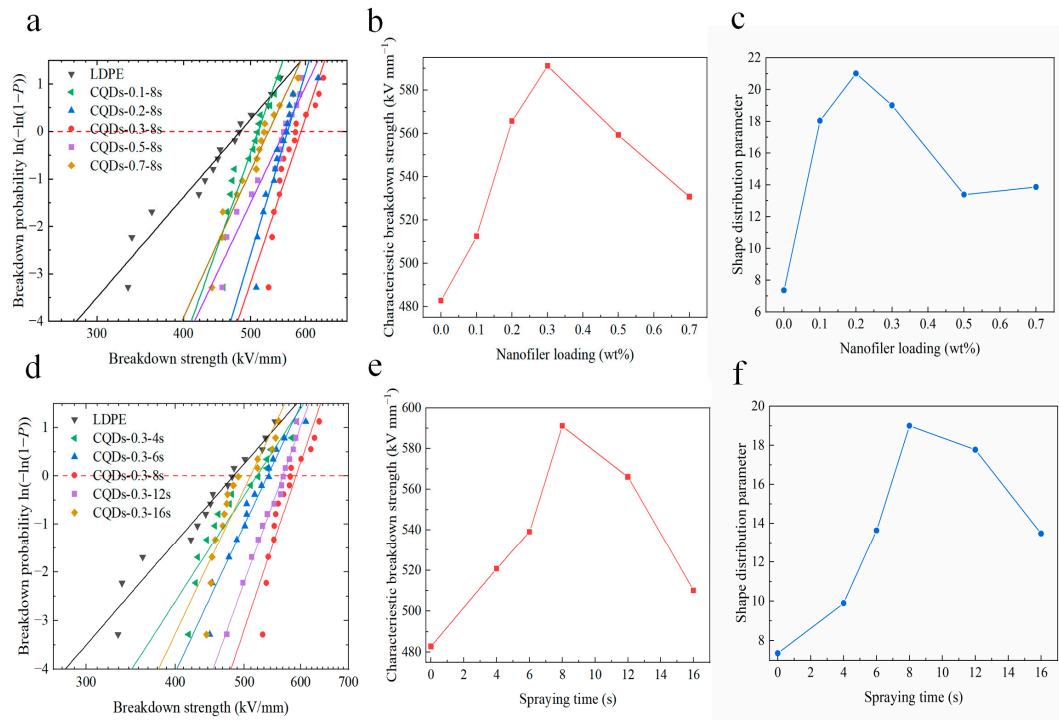 a
Breakdown probability ln(−ln(1−P))
1
0
−1
−2
−3
−4
LDPE
CQDs-0.1-8s
CQDs-0.2-8s
CQDs-0.3-8s
CQDs-0.5-8s
CQDs-0.7-8s
300 400 500 600
Breakdown strength (kV/mm)
b
Characteriestic breakdown strength (kV mm−1)
580
560
540
520
500
480
0.0 0.1 0.2 0.3 0.4 0.5 0.6 0.7
Nanofiler loading (wt%)
c
Shape distribution parameter
22
20
18
16
14
12
10
8
6
0.0 0.1 0.2 0.3 0.4 0.5 0.6 0.7
Nanofiler loading (wt%)
d
Breakdown probability ln(−ln(1−P))
1
0
−1
−2
−3
−4
LDPE
CQDs-0.3-4s
CQDs-0.3-6s
CQDs-0.3-8s
CQDs-0.3-12s
CQDs-0.3-16s
300 400 500 600 700
Breakdown strength (kV/mm)
e
Characteriestic breakdown strength (kV mm−1)
600
580
560
540
520
500
480
0 2 4 6 8 10 12 14 16
Spraying time (s)
f
Shape distribution parameter
20
18
16
14
12
10
8
0 2 4 6 8 10 12 14 16
Spraying time (s)